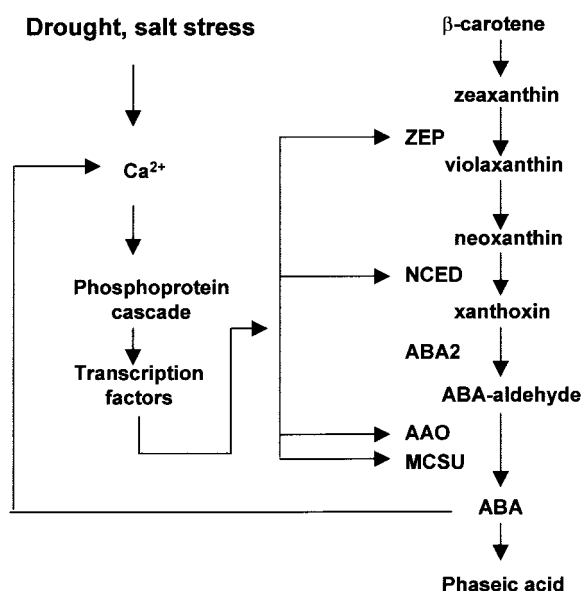 Drought, salt stress
Ca²⁺
Phosphoprotein
cascade
Transcription
factors
ZEP
NCED
ABA2
AAO
MCSU
β-carotene
zeaxanthin
violaxanthin
neoxanthin
xanthoxin
ABA-aldehyde
ABA
Phaseic acid